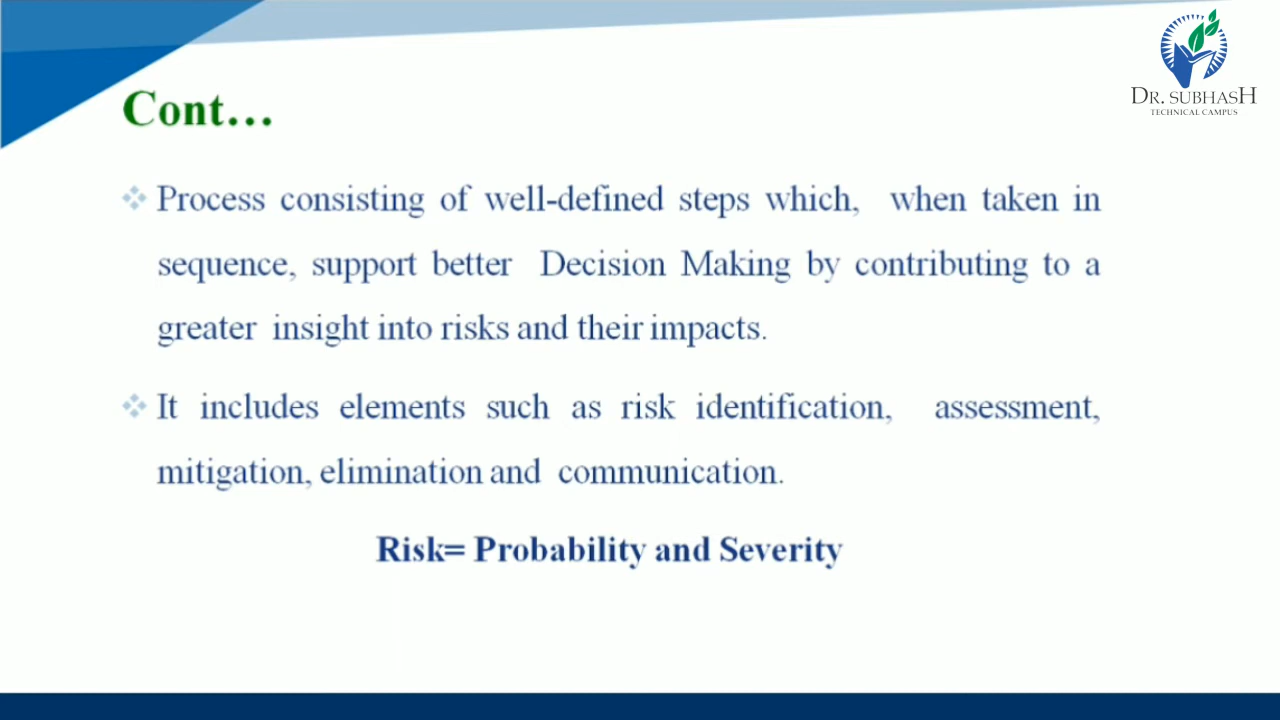 DR. SUBHASH
TECHNICAL CAMPUS
Cont...
Process consisting of well-defined steps which, when taken in
sequence, support better Decision Making by contributing to a
greater insight into risks and their impacts.
It includes elements such as risk identification, assessment,
mitigation, elimination and communication.
Risk= Probability and Severity